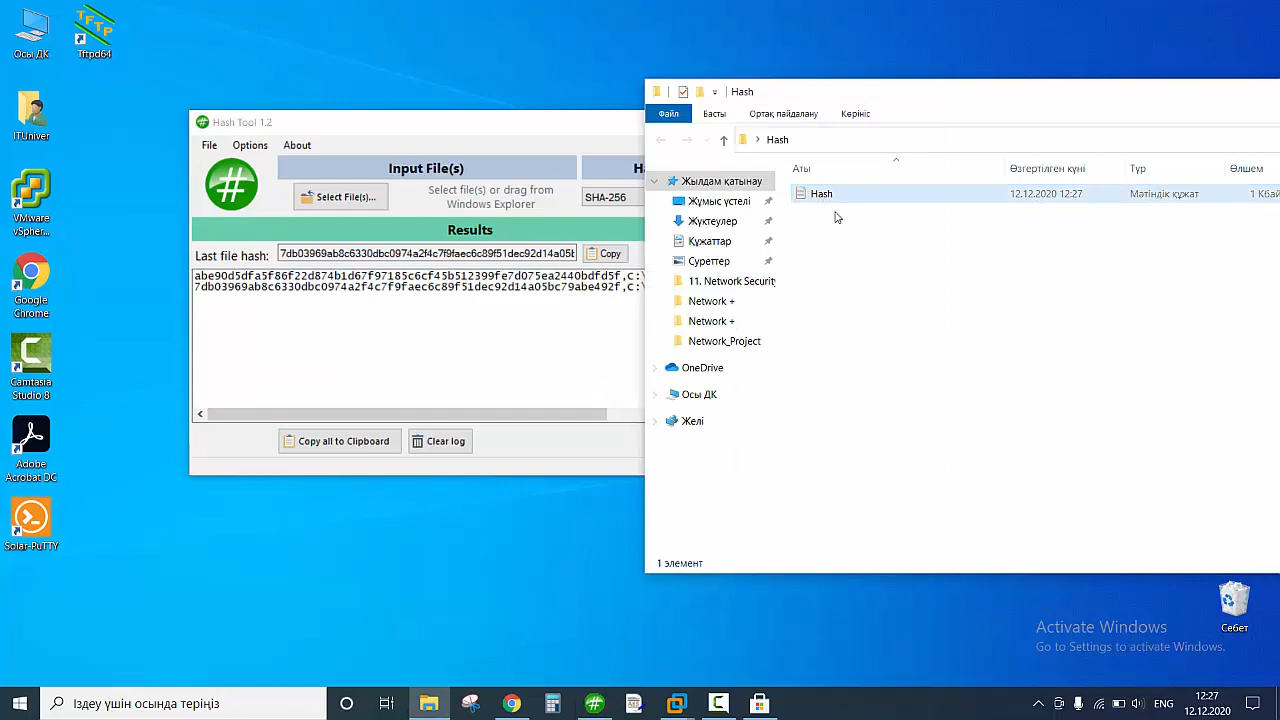 Осы ДК
Tftpd64
ITUniver
VMware
vSpher...
Google
Chrome
Camtasia
Studio 8
Adobe
Acrobat DC
Solar-PuTTY
Hash Tool 1.2
File
Options
About
Input File(s)
Select File(s)...
Select file(s) or drag from
Windows Explorer
SHA-256
Results
Last file hash:
7db03969ab8c6330dbc0974a2f4c7f9faec6c89f51dec92d14a05b
Copy
abe90d5dfa5f86f22d874b1d67f97185c6cf45b512399fe7d075ea2440bdfd5f,C:\
7db03969ab8c6330dbc0974a2f4c7f9faec6c89f51dec92d14a05bc79abe492f,C:\
Copy all to Clipboard
Clear log
Hash
Файл
Басты
Ортақ пайдалану
Көрініс
Hash
Аты
Өзгертілген күні
Түр
Өлшем
Hash
12.12.2020 12:27
Мәтіндік құжат
1 Кбай
Жылдам қатынау
Жұмыс үстелі
Жүктеулер
Құжаттар
Суреттер
11. Network Security
Network +
Network +
Network_Project
OneDrive
Осы ДК
Желі
1 элемент
Себет
Activate Windows
Go to Settings to activate Windows.
Іздеу үшін осында теріңіз
ENG
12:27
12.12.2020